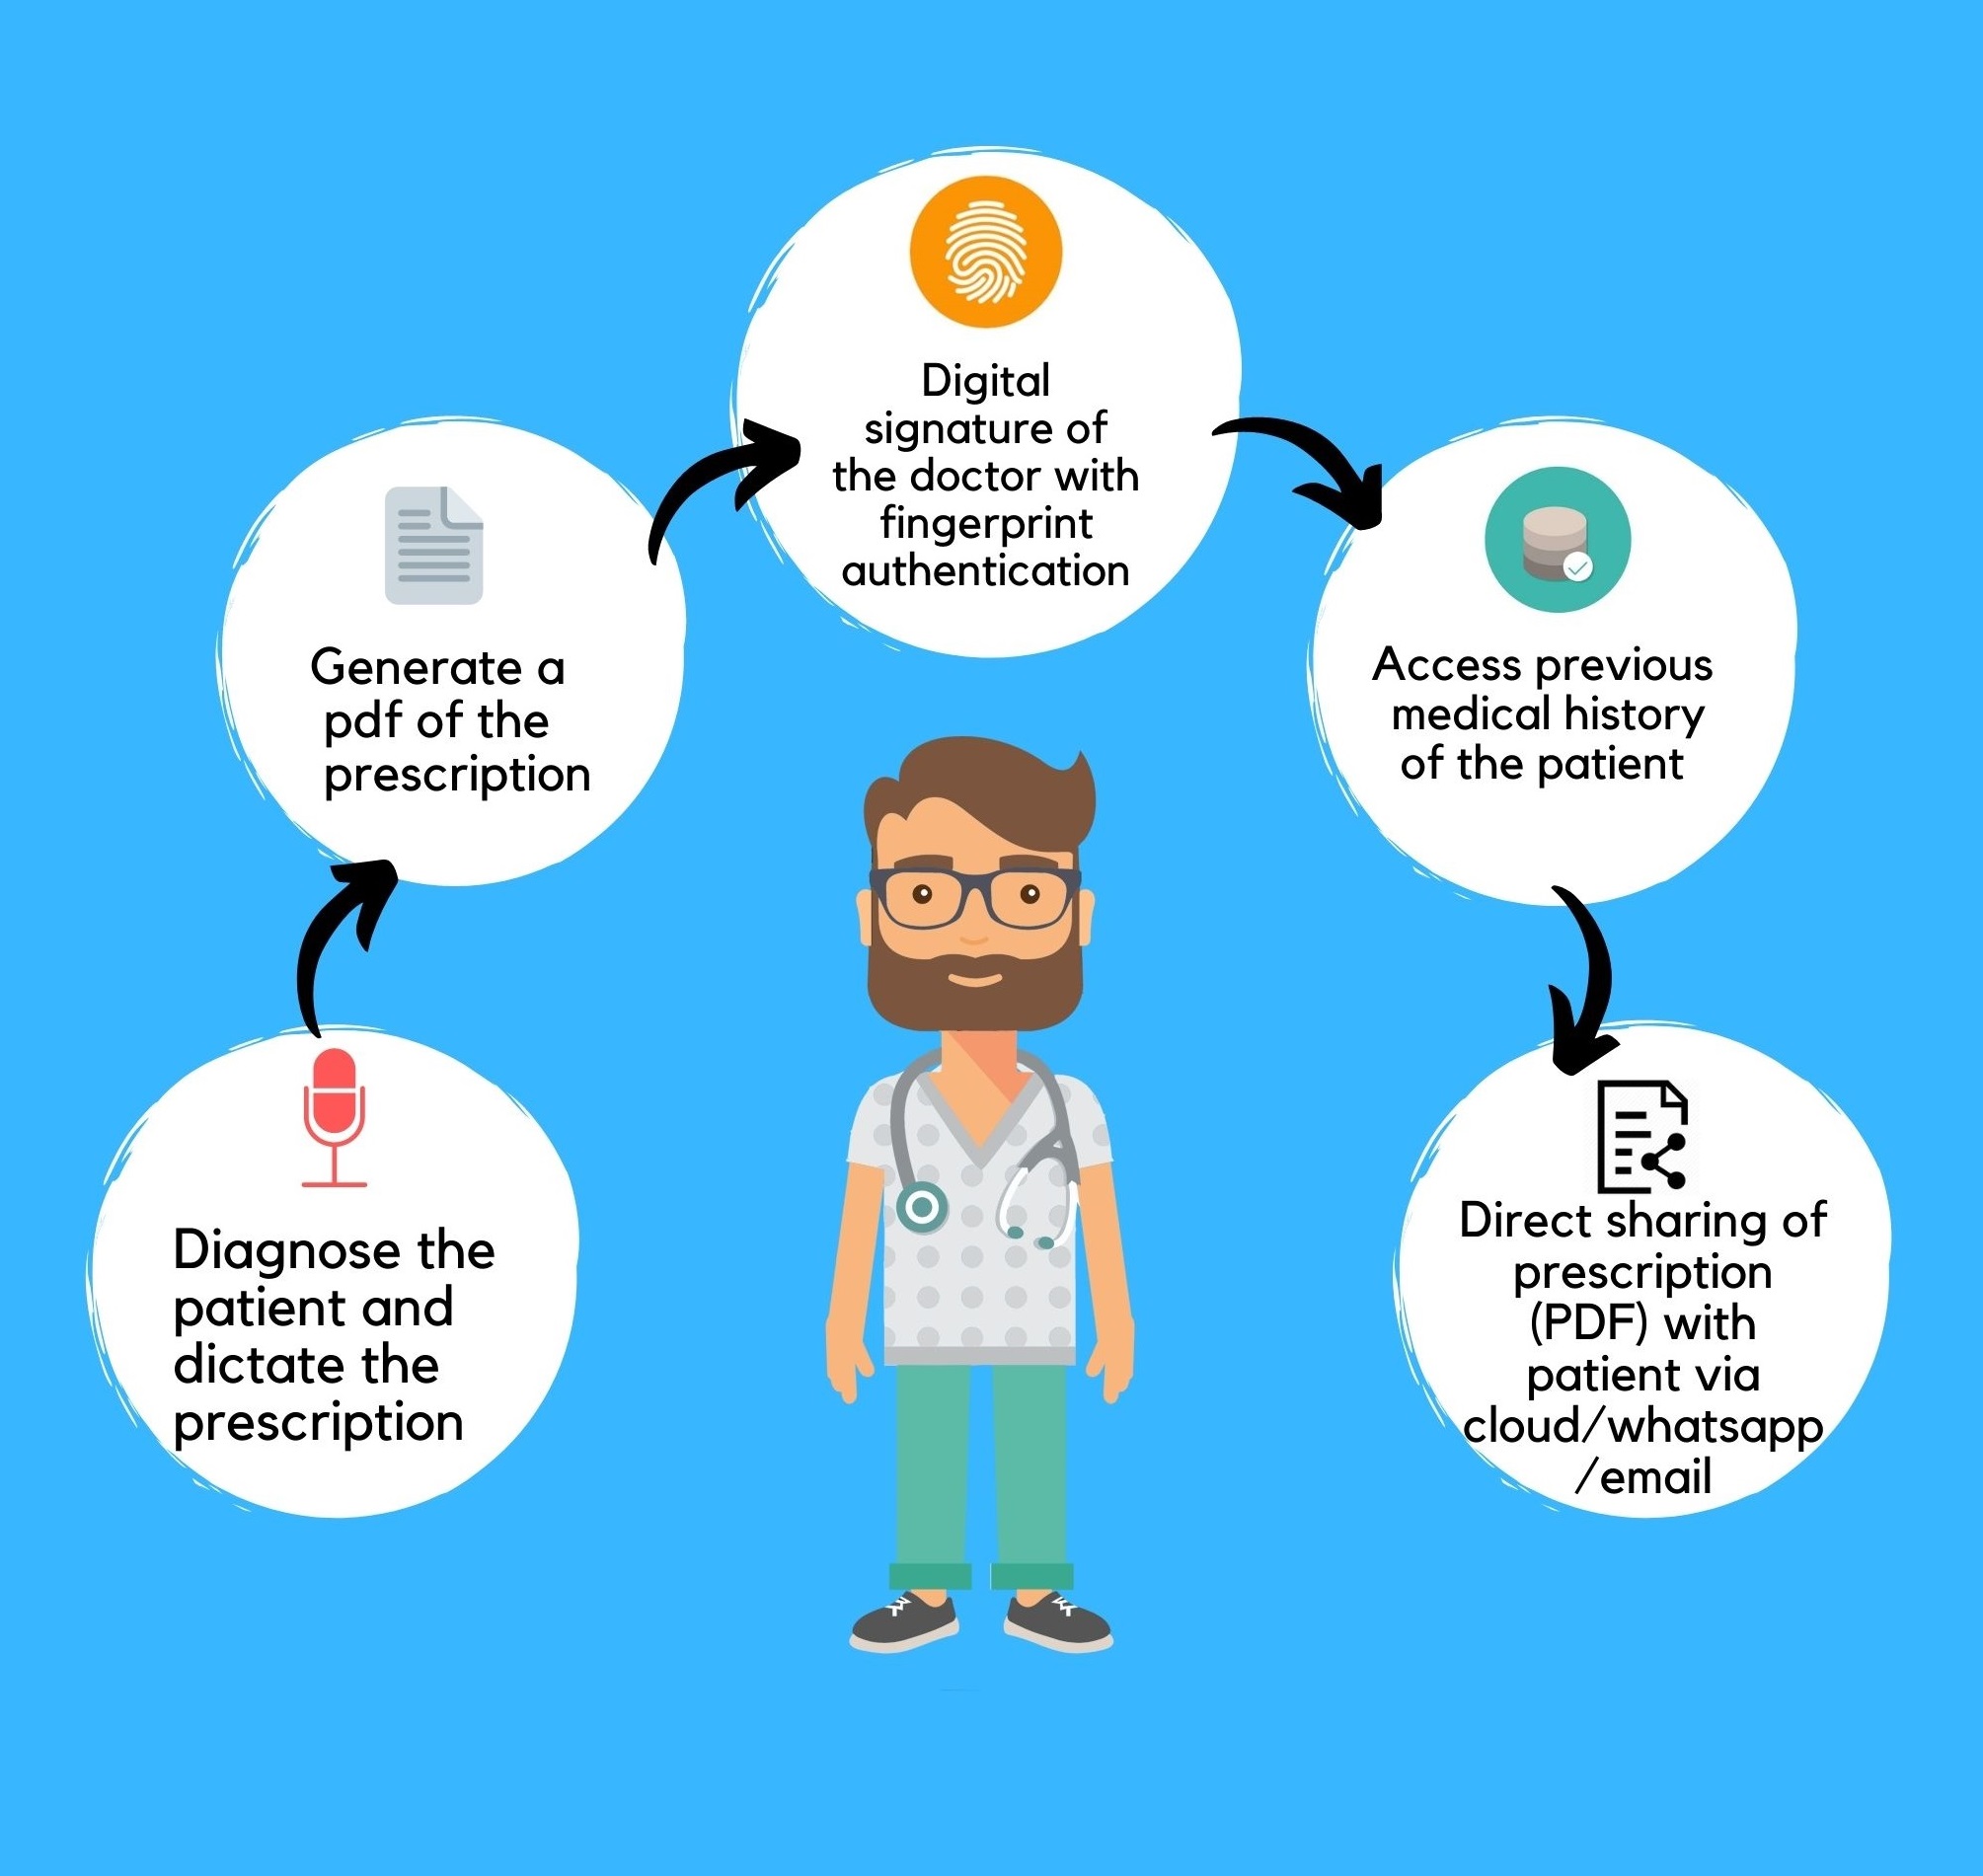 Diagnose the
patient and
dictate the
prescription
Generate a
pdf of the
prescription
Digital
signature of
the doctor with
fingerprint
authentication
Access previous
medical history
of the patient
Direct sharing of
prescription
(PDF) with
patient via
cloud/whatsapp
/email